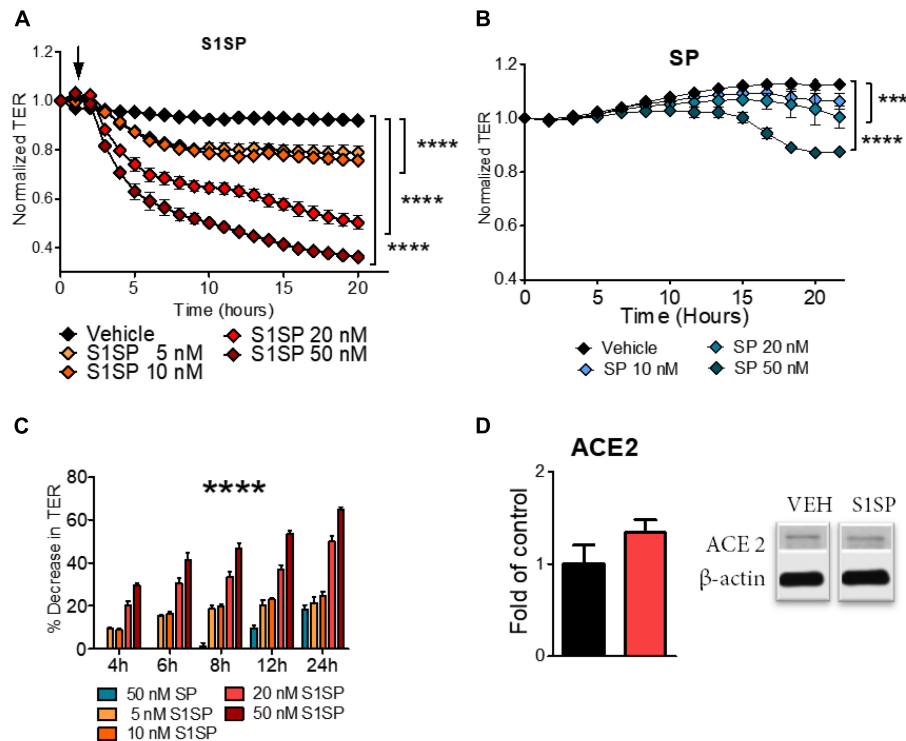 A
S1SP
Normalized TER
1.2
1.0
0.8
0.6
0.4
0 5 10 15 20
Time (hours)
****
****
****
Vehicle
S1SP 5 nM
S1SP 10 nM
S1SP 20 nM
S1SP 50 nM
B
SP
Normalized TER
1.2
1.0
0.8
0.6
0.4
0 5 10 15 20
Time (Hours)
***
****
Vehicle
SP 10 nM
SP 20 nM
SP 50 nM
C
****
% Decrease in TER
80
60
40
20
0
4h 6h 8h 12h 24h
50 nM SP
5 nM S1SP
10 nM S1SP
20 nM S1SP
50 nM S1SP
D
ACE2
Fold of control
2
1
0
VEH S1SP
ACE 2
β-actin